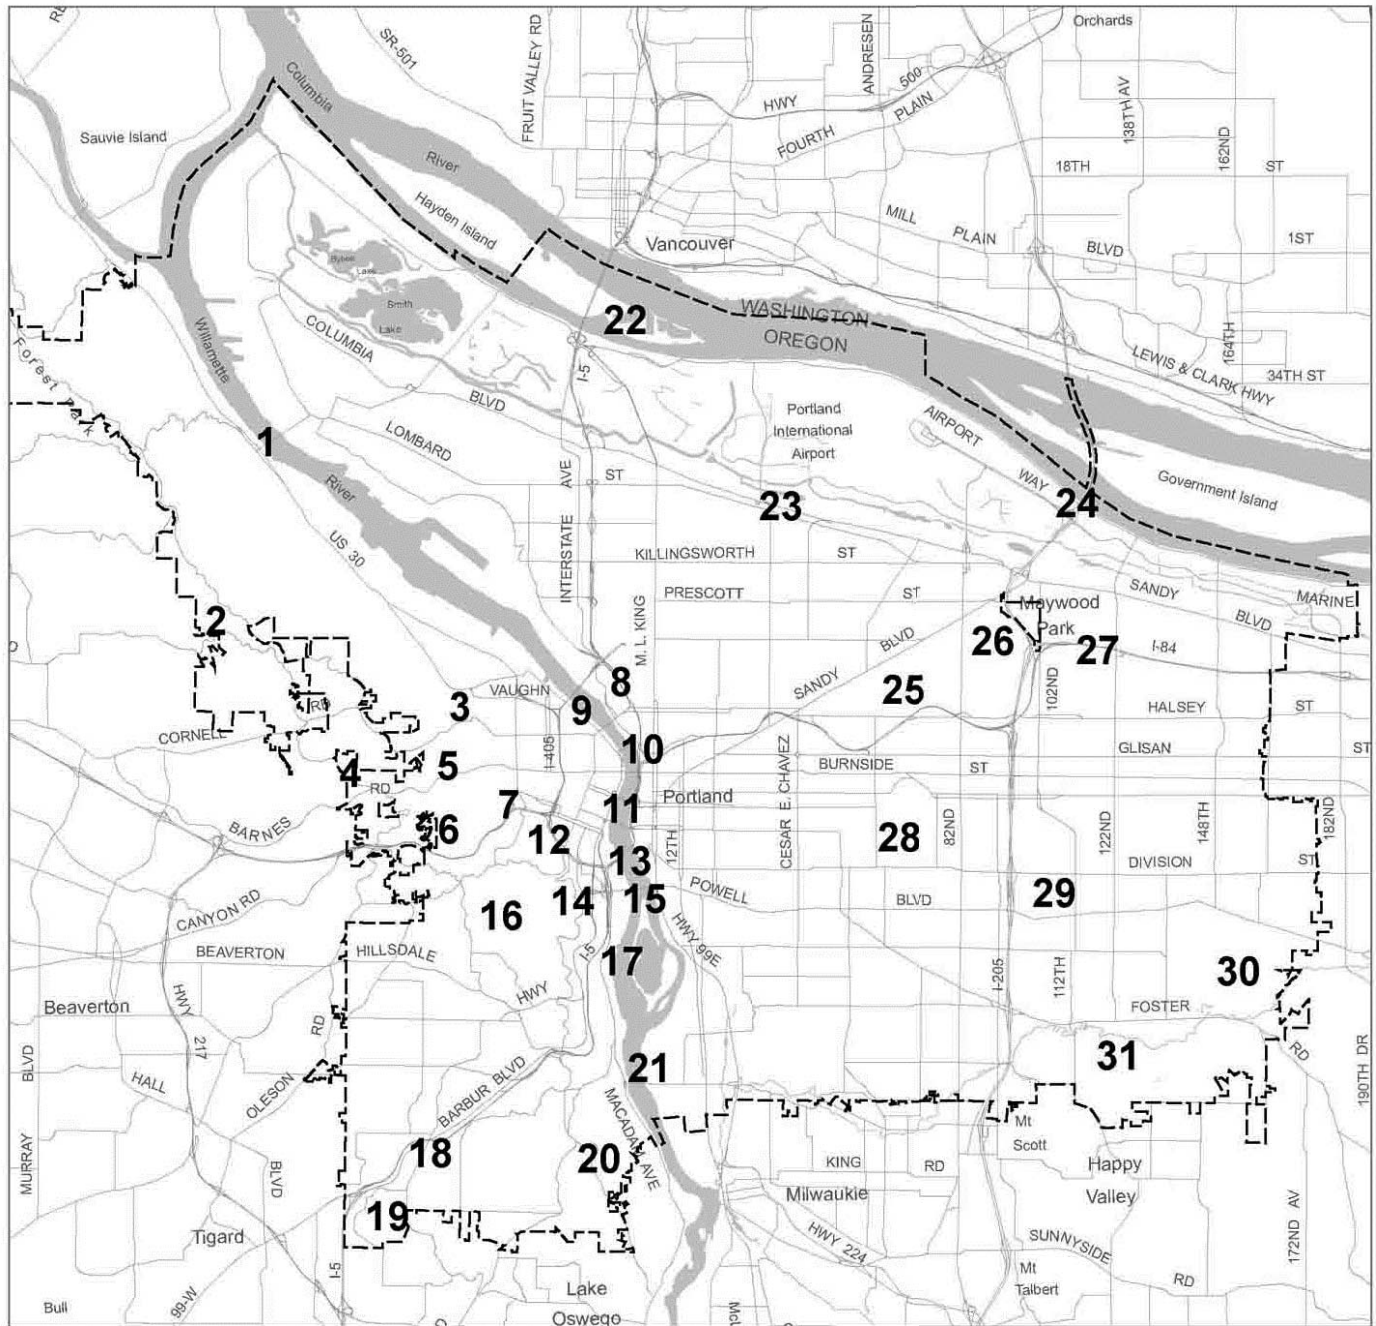 SR-501
FRUIT VALLEY RD
ANDRESEN
Orchards
Columbia
HWY
500
FOURTH
PLAIN
138TH AV
162ND
Sauvie Island
River
18TH
ST
Hayden Island
MILL
PLAIN
BLVD
1ST
Vancouver
Bybee
Lake
Smith
Lake
WASHINGTON
OREGON
22
COLUMBIA
BLVD
Willamette
I-5
164TH
LEWIS & CLARK HWY
34TH ST
Forest Park
Portland
International
Airport
AIRPORT
WAY
1
LOMBARD
ST
River
Government Island
23
24
US 30
INTERSTATE
AVE
KILLINGSWORTH
ST
PRESCOTT
ST
SANDY
BLVD
MARINE
Maywood
Park
2
M.L. KING
SANDY
BLVD
26
27
I-84
8
RD
VAUGHN
3
9
25
102ND
HALSEY
ST
CORNELL
I-405
10
GLISAN
ST
4
5
RD
CESAR E. CHAVEZ
BURNSIDE
ST
7
11
Portland
BARNES
6
12
12TH
28
82ND
122ND
148TH
182ND
13
DIVISION
ST
14
15
POWELL
BLVD
29
CANYON RD
16
HWY 99E
BEAVERTON
HILLSDALE
HWY
I-5
17
I-205
112TH
30
Beaverton
HWY
217
RD
FOSTER
RD
MURRAY
BLVD
HALL
BLVD
OLESON
BARBUR BLVD
21
31
190TH DR
MACADAM AVE
Mt
Scott
18
20
KING
RD
Happy
Valley
Milwaukie
19
Tigard
HWY 224
SUNNYSIDE
RD
172ND
AV
I-5
Mt
Talbert
99-W
Bull
Lake
Oswego